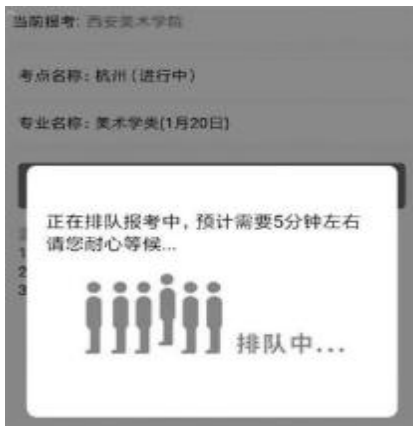 当前报考: 西安美术学院
考点名称: 杭州 (进行中)
专业名称: 美术学类(1月20日)
正在排队报考中, 预计需要5分钟左右
请您耐心等候...
1
2
3
排队中...